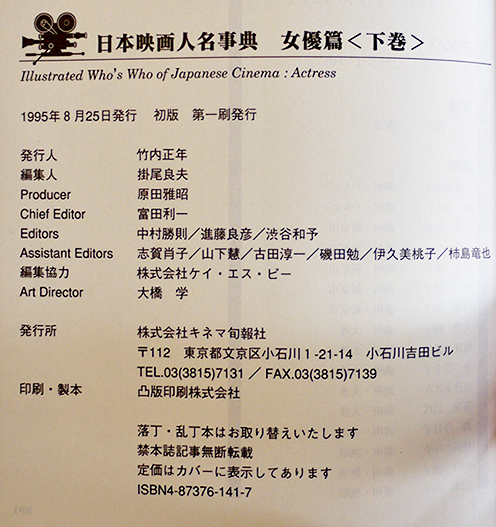 日本映画人名事典　女優篇＜下巻＞
Illustrated Who's Who of Japanese Cinema : Actress
1995年8月25日発行　初版　第一刷発行
発行人　竹内正年
編集人　掛尾良夫
Producer　原田雅昭
Chief Editor　富田利一
Editors　中村勝則／進藤良彦／渋谷和予
Assistant Editors　志賀肖子／山下慧／古田淳一／磯田勉／伊久美桃子／柿島竜也
編集協力　株式会社ケイ・エス・ピー
Art Director　大橋　学
発行所　株式会社キネマ旬報社
〒112　東京都文京区小石川1-21-14　小石川吉田ビル
TEL.03(3815)7131 ／ FAX.03(3815)7139
印刷・製本　凸版印刷株式会社
落丁・乱丁本はお取り替えいたします
禁本誌記事無断転載
定価はカバーに表示してあります
ISBN4-87376-141-7